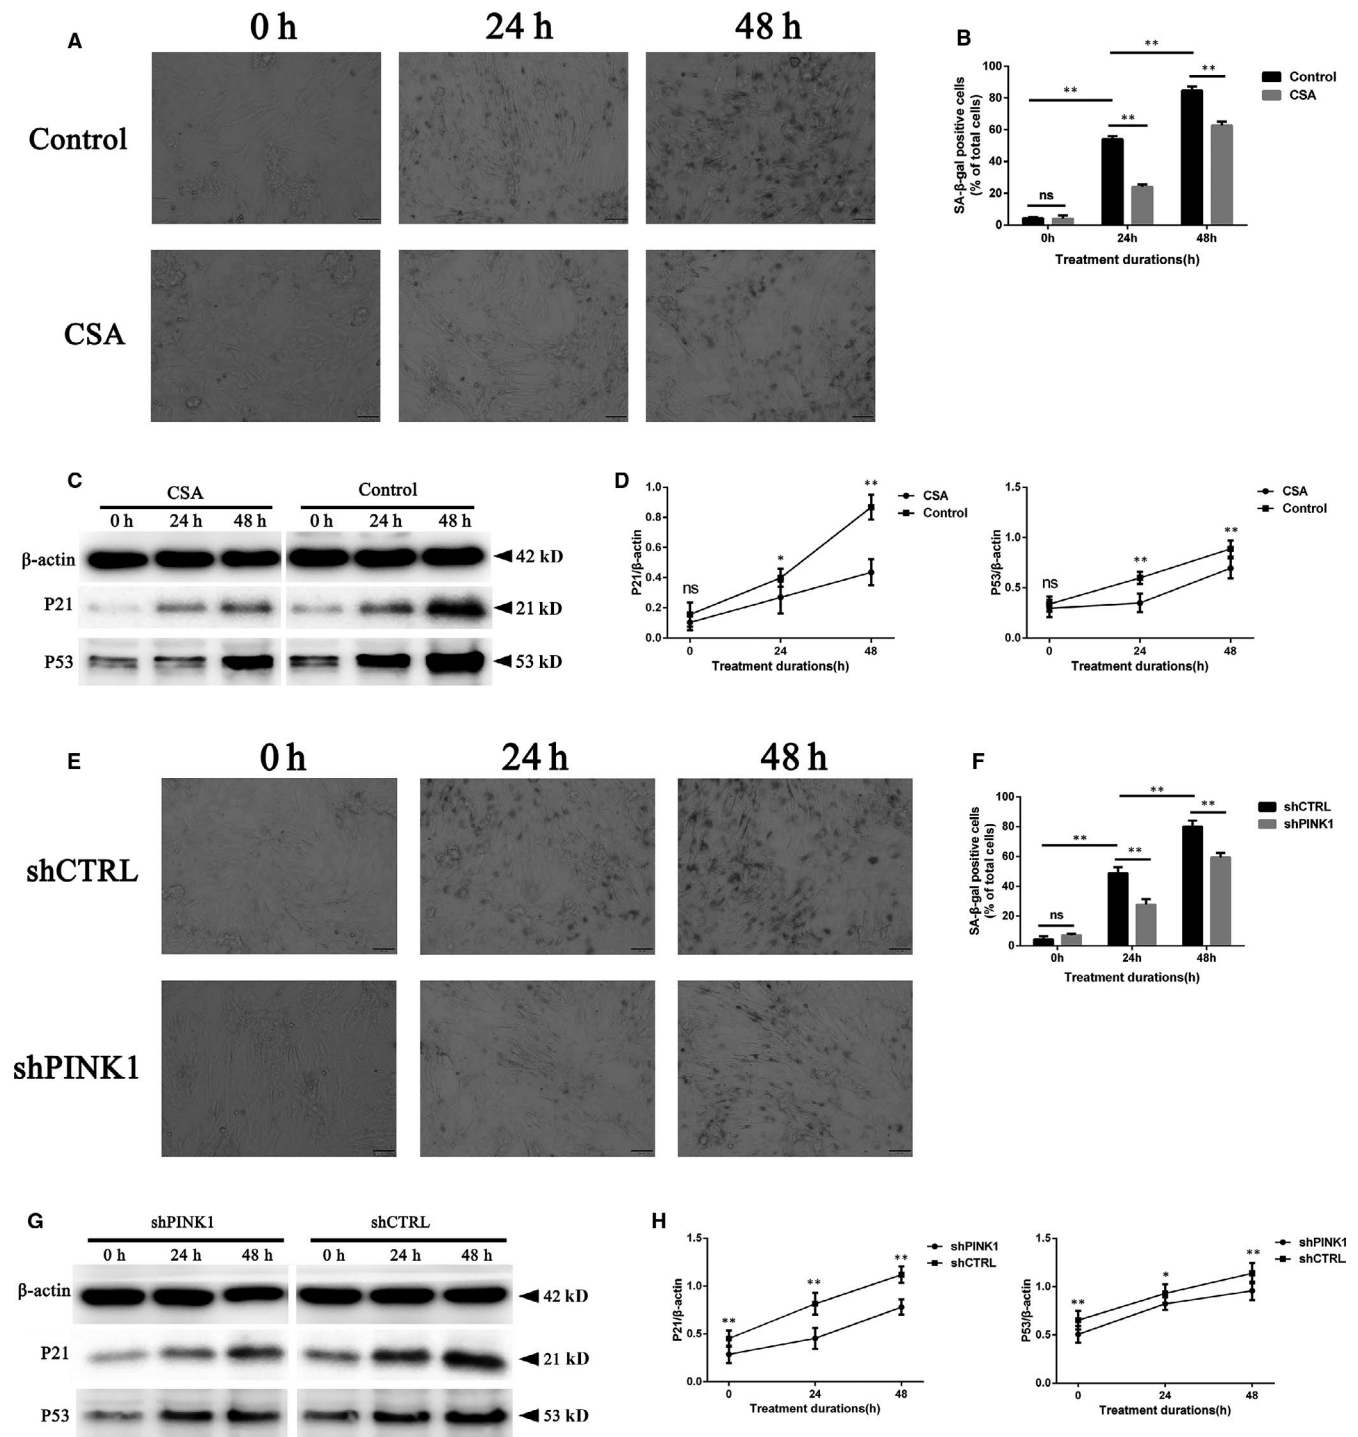 A
0 h 24 h 48 h
Control
CSA
B
SA-β-gal positive cells
(% of total cells)
100
80
60
40
20
0
ns
**
**
**
**
0h 24h 48h
Treatment durations(h)
Control
CSA
C
CSA Control
0 h 24 h 48 h 0 h 24 h 48 h
β-actin 42 kD
P21 21 kD
P53 53 kD
D
P21/β-actin
1.0
0.8
0.6
0.4
0.2
0.0
ns
*
**
0 24 48
Treatment durations(h)
CSA
Control
P53/β-actin
1.5
1.0
0.5
0.0
ns
**
**
0 24 48
Treatment durations(h)
CSA
Control
E
0 h 24 h 48 h
shCTRL
shPINK1
F
SA-β-gal positive cells
(% of total cells)
100
80
60
40
20
0
ns
**
**
**
**
0h 24h 48h
Treatment durations(h)
shCTRL
shPINK1
G
shPINK1 shCTRL
0 h 24 h 48 h 0 h 24 h 48 h
β-actin 42 kD
P21 21 kD
P53 53 kD
H
P21/β-actin
1.5
1.0
0.5
0.0
**
**
**
0 24 48
Treatment durations(h)
shPINK1
shCTRL
P53/β-actin
1.5
1.0
0.5
0.0
**
*
**
0 24 48
Treatment durations(h)
shPINK1
shCTRL